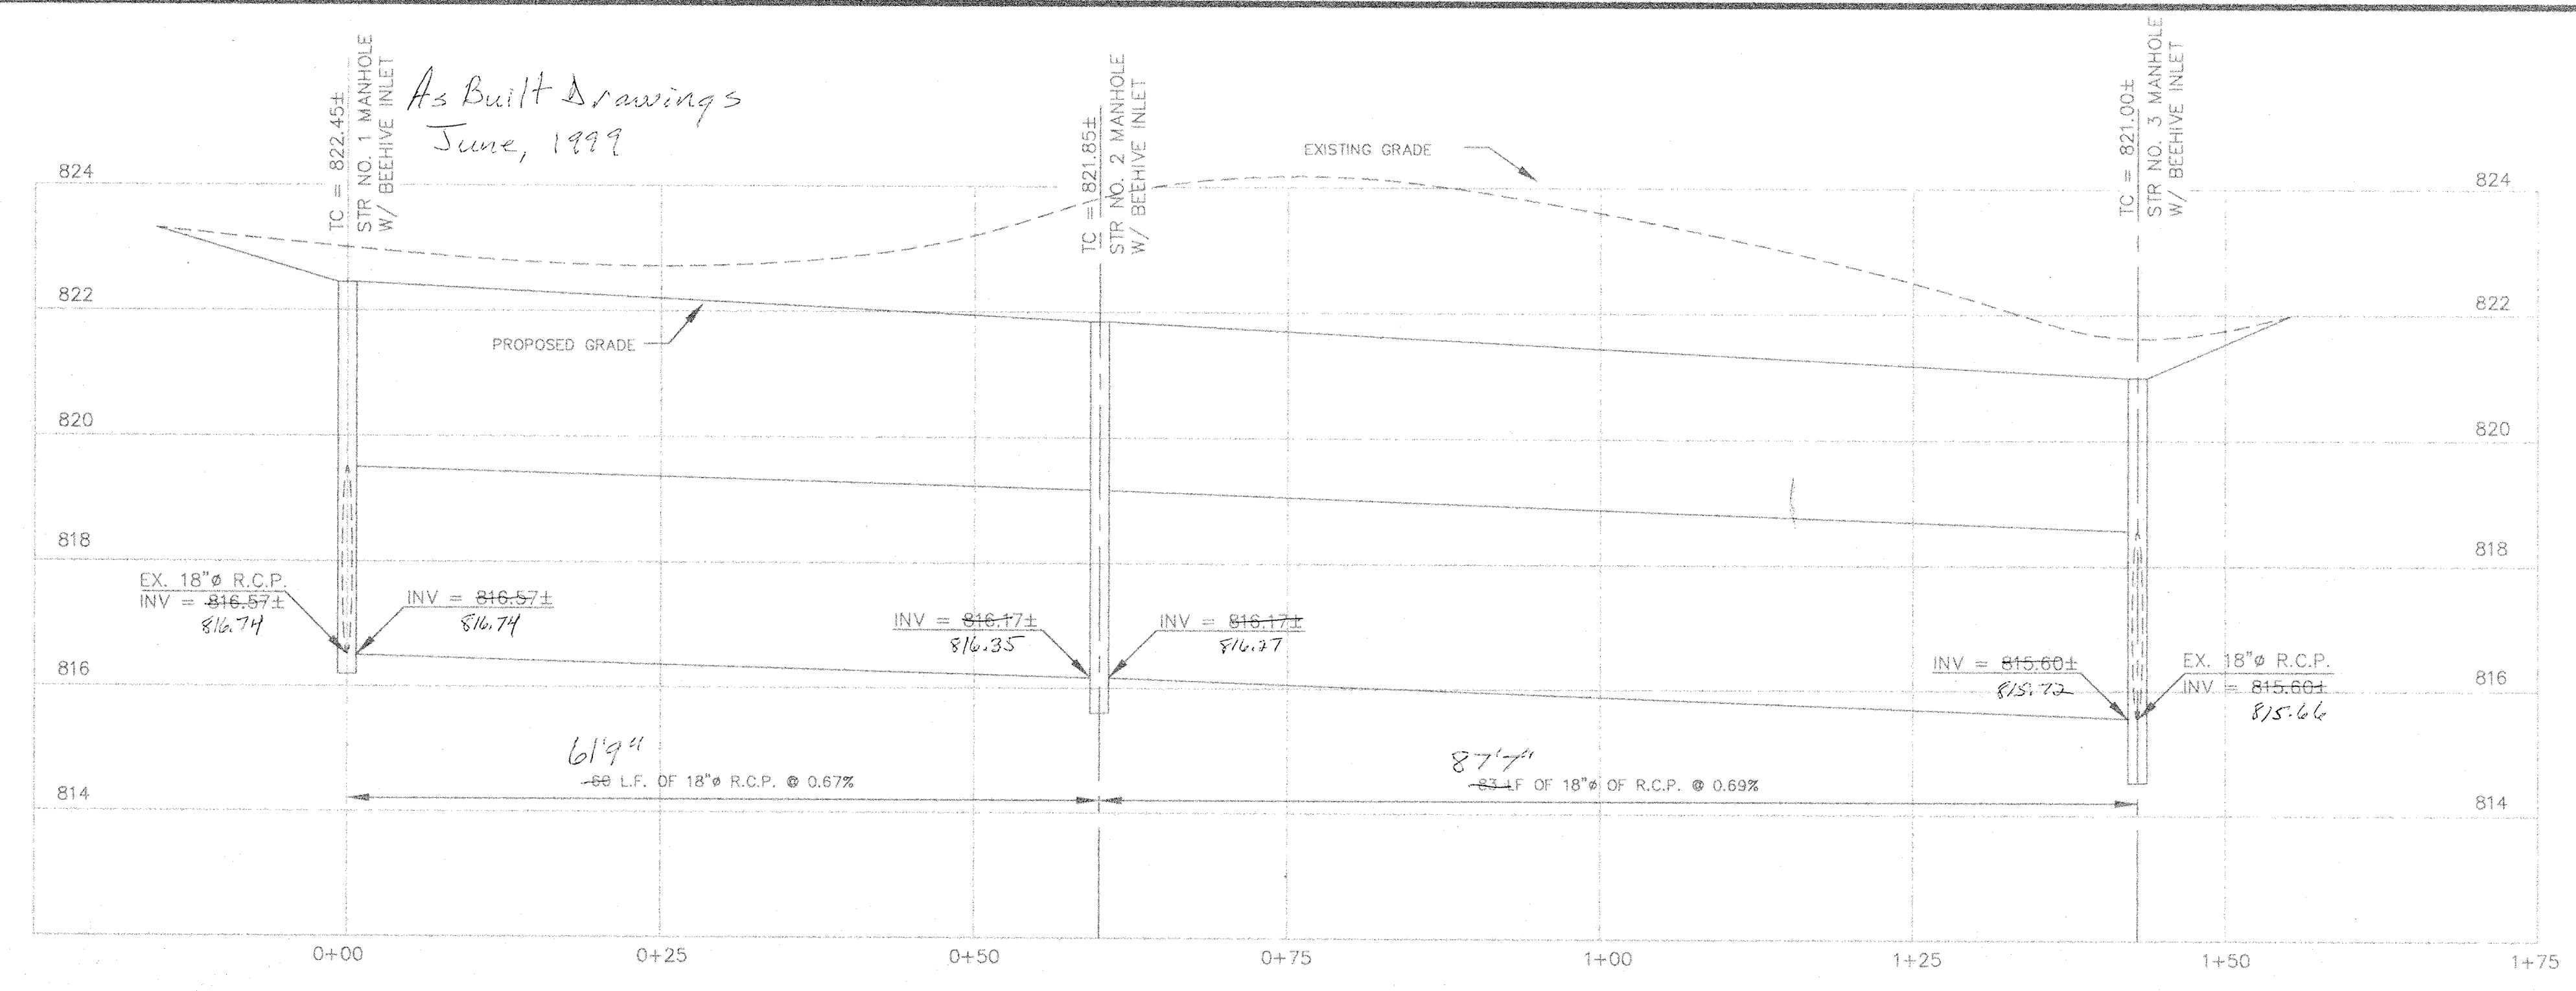 TC = 822.45±
STR NO. 1 MANHOLE
W/ BEEHIVE INLET
As Built Drawings
June, 1999
TC = 821.85±
STR NO. 2 MANHOLE
W/ BEEHIVE INLET
EXISTING GRADE
TC = 821.00±
STR NO. 3 MANHOLE
W/ BEEHIVE INLET
824
824
822
822
PROPOSED GRADE
820
820
818
818
EX. 18"ø R.C.P.
INV = 816.57±
816.74
INV = 816.57±
816.74
INV = 816.17±
816.35
INV = 816.17±
816.27
INV = 815.60±
815.72
EX. 18"ø R.C.P.
INV = 815.60±
815.66
816
816
61'9"
60 L.F. OF 18"ø R.C.P. @ 0.67%
87'7"
83 LF OF 18"ø OF R.C.P. @ 0.69%
814
814
0+00
0+25
0+50
0+75
1+00
1+25
1+50
1+75